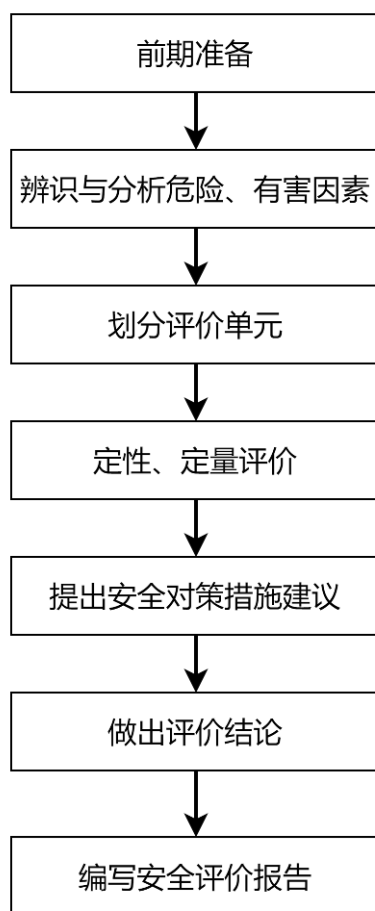 前期准备
辨识与分析危险、有害因素
划分评价单元
定性、定量评价
提出安全对策措施建议
做出评价结论
编写安全评价报告